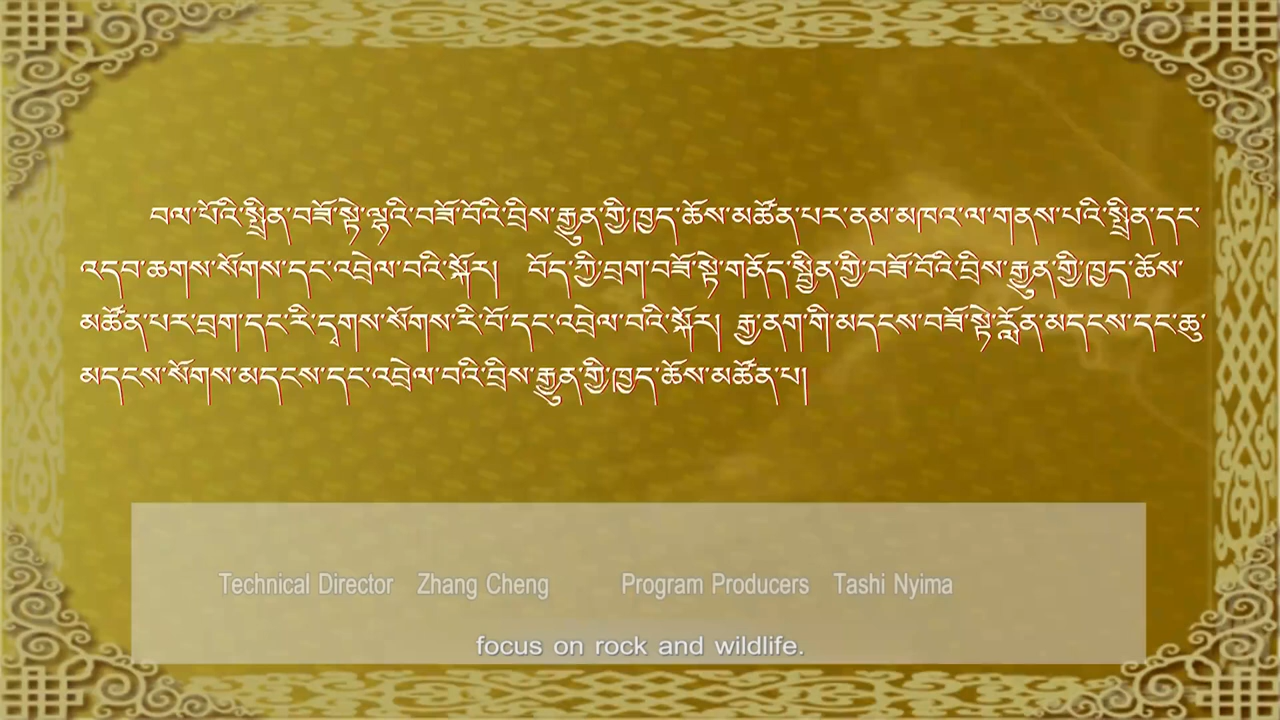 བལ་པོའི་སྤྲིན་བཟོ་སྟེ་ལྷའི་བཟོ་བོའི་བྲིས་རྒྱུན་གྱི་ཁྱད་ཆོས་མཚོན་པར་ནམ་མཁའ་ལ་གནས་པའི་སྤྲིན་དང་
འདབ་ཆགས་སོགས་དང་འབྲེལ་བའི་སྐོར། བོད་ཀྱི་བྲག་བཟོ་སྟེ་གནོད་སྦྱིན་གྱི་བཟོ་བོའི་བྲིས་རྒྱུན་གྱི་ཁྱད་ཆོས་
མཚོན་པར་བྲག་དང་རི་དྭགས་སོགས་རི་བོ་དང་འབྲེལ་བའི་སྐོར། རྒྱ་ནག་གི་མདངས་བཟོ་སྟེ་རློན་མདངས་དང་ཆུ་
མདངས་སོགས་མདངས་དང་འབྲེལ་བའི་བྲིས་རྒྱུན་གྱི་ཁྱད་ཆོས་མཚོན་པ།
Technical Director Zhang Cheng Program Producers Tashi Nyima
focus on rock and wildlife.